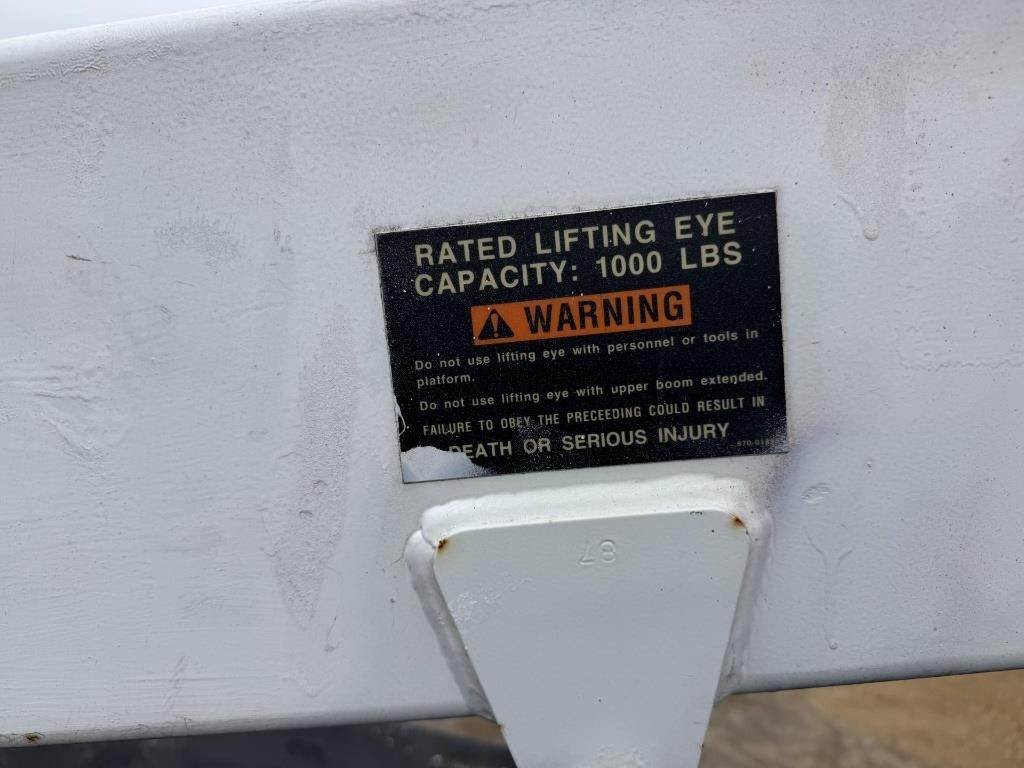 RATED LIFTING EYE
CAPACITY: 1000 LBS
WARNING
Do not use lifting eye with personnel or tools in
platform.
Do not use lifting eye with upper boom extended.
FAILURE TO OBEY THE PRECEEDING COULD RESULT IN
DEATH OR SERIOUS INJURY
87